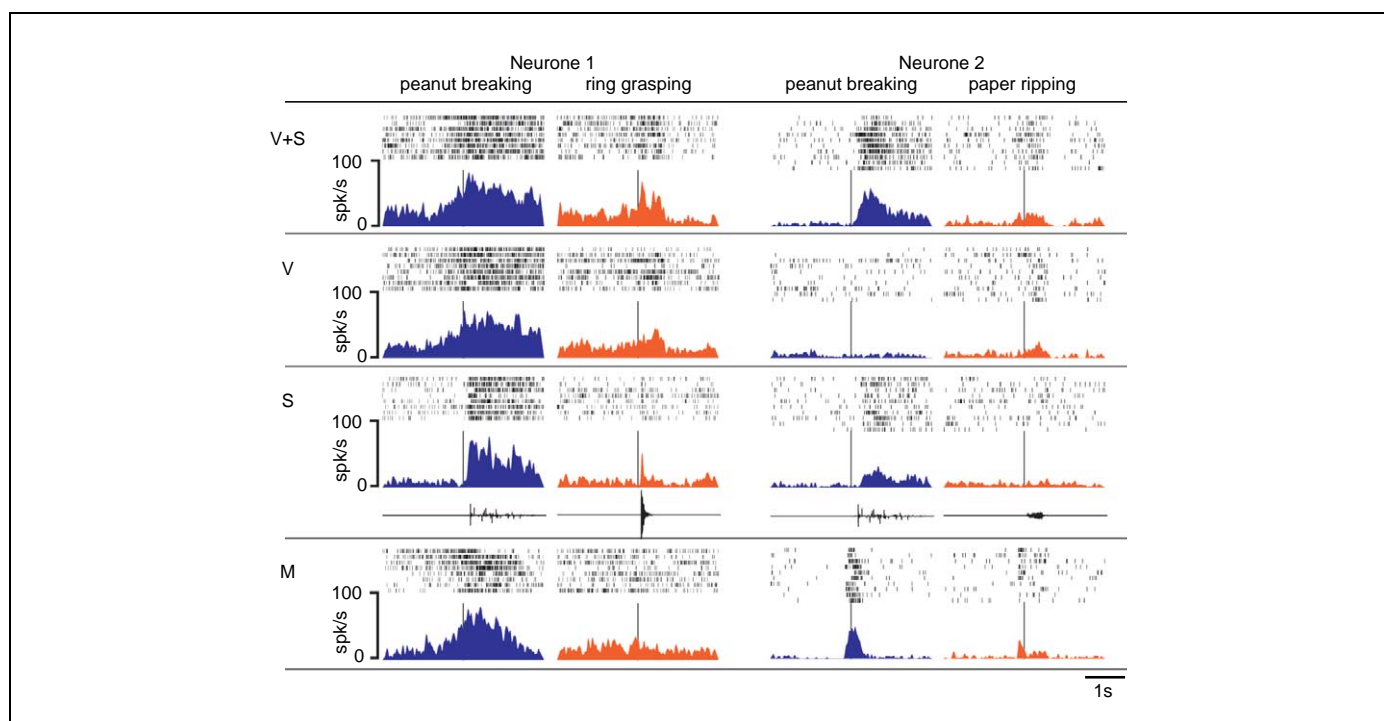 Neurone 1 Neurone 2
peanut breaking ring grasping peanut breaking paper ripping
V+S
100
spk/s
0
V
100
spk/s
0
S
100
spk/s
0
M
100
spk/s
0
1s